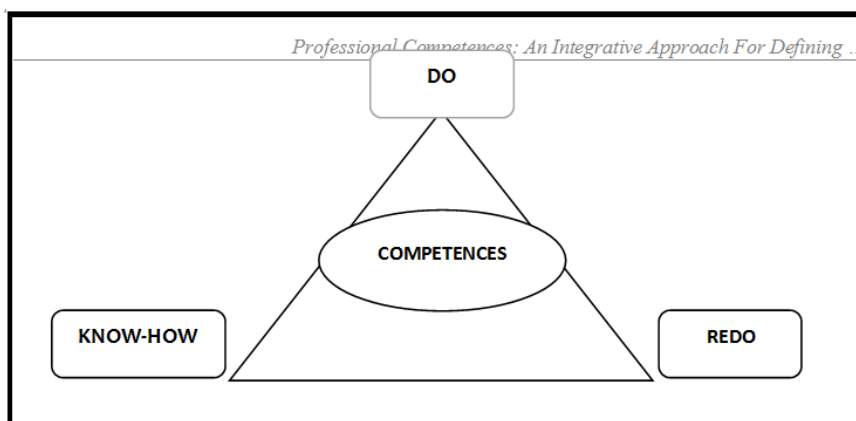 Professional Competences: An Integrative Approach For Defining ..
DO
COMPETENCES
KNOW-HOW
REDO